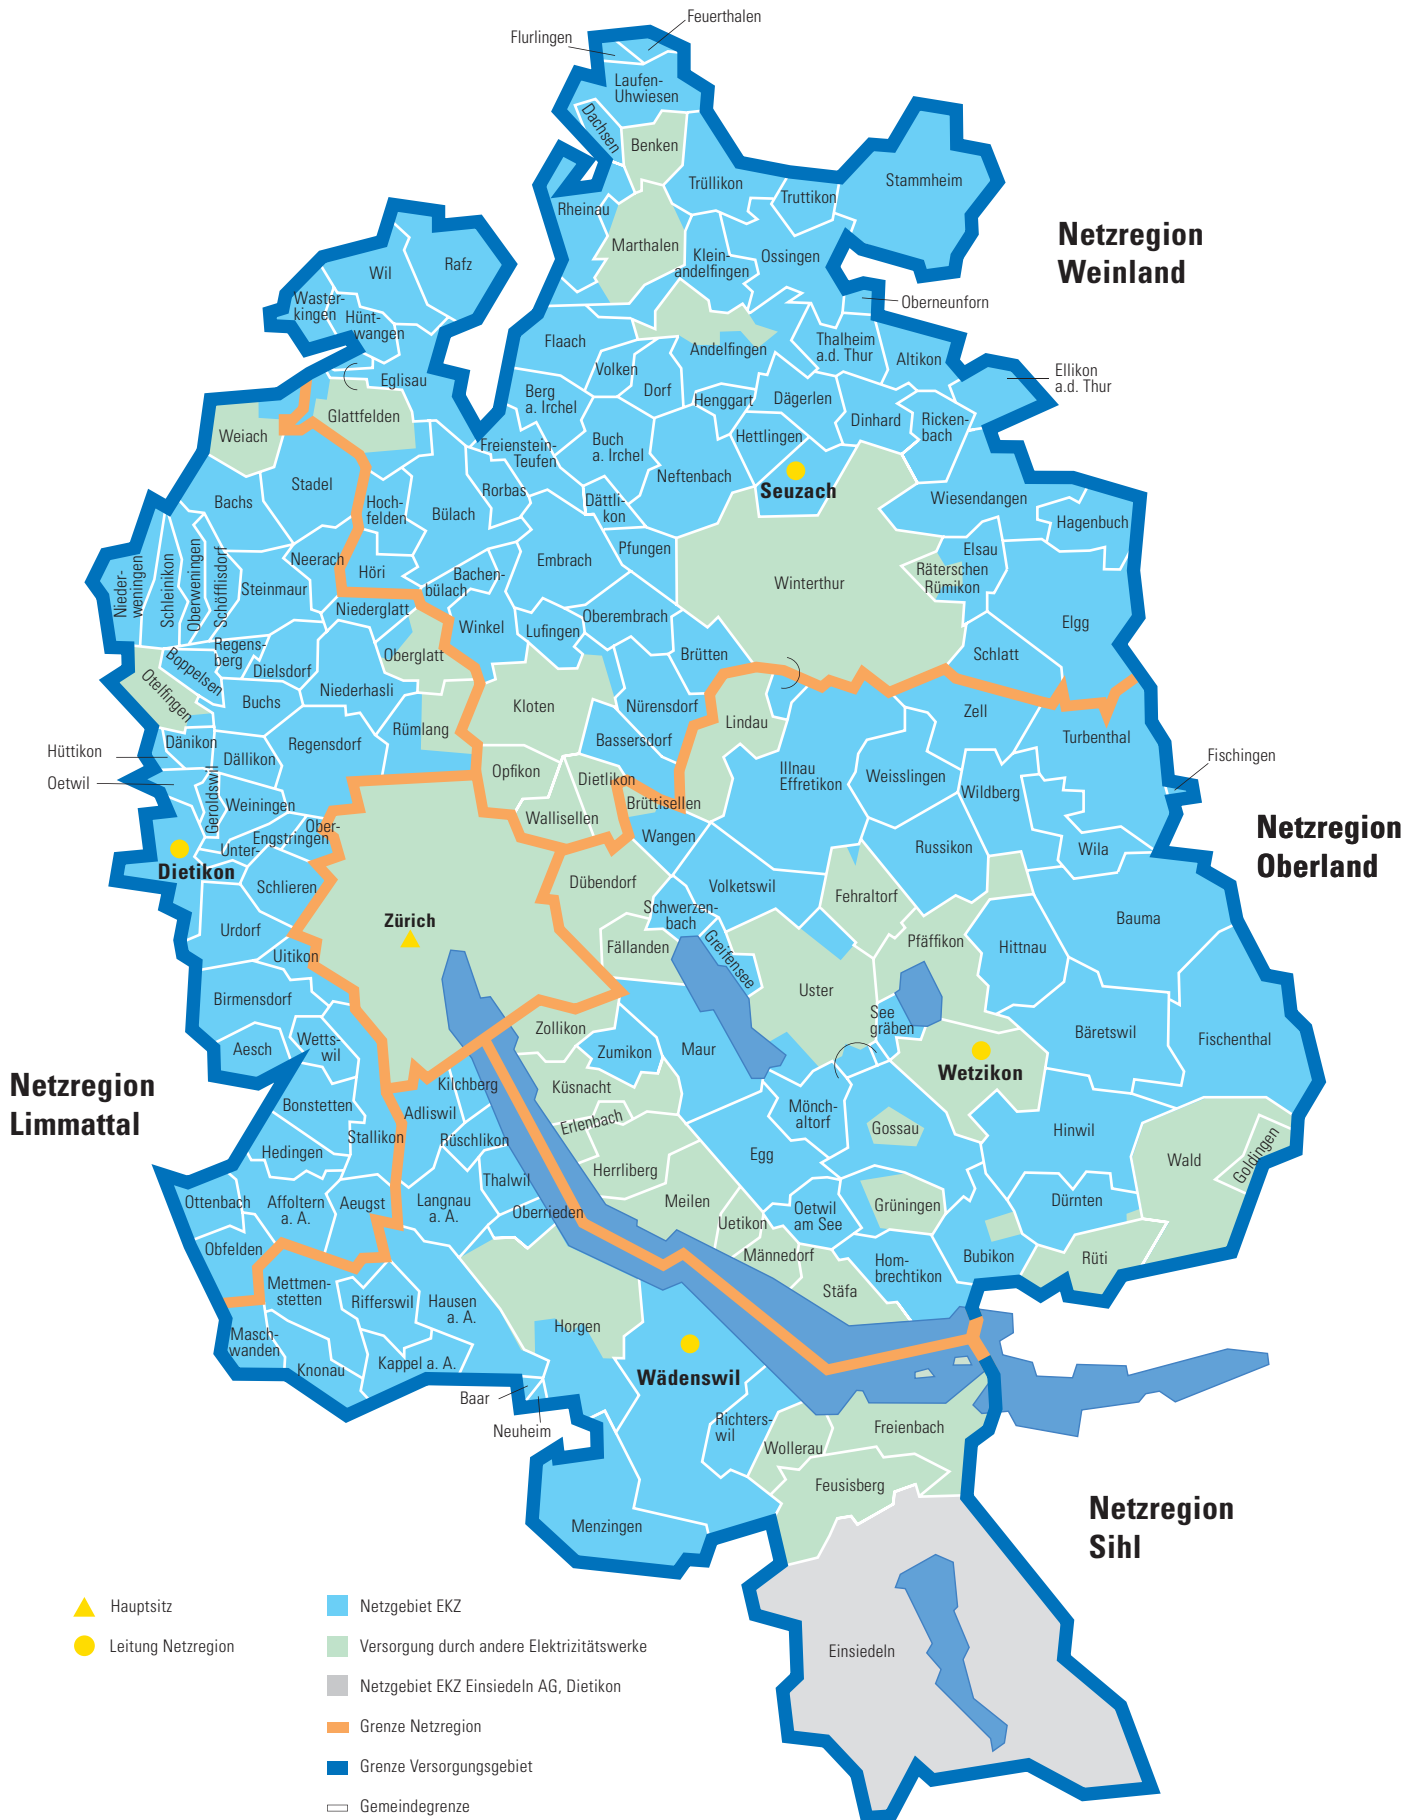 Feuerthalen
Flurlingen
Laufen-
Uhwiesen
Dachsen
Benken
Trüllikon
Truttikon
Stammheim
Rheinau
Marthalen
Klein-
andelfingen
Ossingen
Netzregion
Weinland
Wil
Rafz
Waster-
kingen
Hünt-
wangen
Oberneunforn
Flaach
Andelfingen
Thalheim
a.d. Thur
Altikon
Ellikon
a.d. Thur
Eglisau
Volken
Dorf
Berg
a. Irchel
Henggart
Dägerlen
Glattfelden
Dinhard
Ricken-
bach
Weiach
Freienstein-
Teufen
Buch
a. Irchel
Hettlingen
Neftenbach
Seuzach
Stadel
Rorbas
Bachs
Hoch-
felden
Bülach
Dättli-
kon
Wiesendangen
Hagenbuch
Pfungen
Elsau
Räterschen
Rümikon
Neerach
Höri
Embrach
Winterthur
Nieder-
weningen
Schleinikon
Oberweningen
Schöfflisdorf
Steinmaur
Bachen-
bülach
Niederglatt
Winkel
Lufingen
Oberembrach
Elgg
Regens-
berg
Boppelsen
Dielsdorf
Oberglatt
Brütten
Schlatt
Otelfingen
Niederhasli
Buchs
Kloten
Nürensdorf
Lindau
Zell
Turbenthal
Dänikon
Hüttikon
Dällikon
Regensdorf
Rümlang
Bassersdorf
Oetwil
Geroldswil
Opfikon
Dietlikon
Illnau
Effretikon
Weisslingen
Wildberg
Fischingen
Weiningen
Brüttisellen
Wallisellen
Wangen
Ober-
Engstringen
Unter-
Netzregion
Oberland
Dietikon
Schlieren
Dübendorf
Volketswil
Russikon
Wila
Fehraltorf
Schwerzen-
bach
Bauma
Zürich
Urdorf
Uitikon
Fällanden
Greifensee
Pfäffikon
Hittnau
Birmensdorf
Uster
See
gräben
Zollikon
Bäretswil
Fischenthal
Aesch
Wetts-
wil
Zumikon
Maur
Wetzikon
Netzregion
Limmattal
Kilchberg
Küsnacht
Bonstetten
Adliswil
Erlenbach
Mönch-
altorf
Gossau
Hinwil
Stallikon
Rüschlikon
Hedingen
Egg
Wald
Goldingen
Herrliberg
Thalwil
Ottenbach
Affoltern
a. A.
Aeugst
Langnau
a. A.
Oberrieden
Meilen
Uetikon
Oetwil
am See
Grüningen
Dürnten
Obfelden
Männedorf
Hom-
brechtikon
Bubikon
Rüti
Mettmen-
stetten
Rifferswil
Hausen
a. A.
Stäfa
Horgen
Masch-
wanden
Knonau
Kappel a. A.
Wädenswil
Baar
Neuheim
Richters-
wil
Wollerau
Freienbach
Feusisberg
Menzingen
Netzregion
Sihl
Einsiedeln
Hauptsitz
Leitung Netzregion
Netzgebiet EKZ
Versorgung durch andere Elektrizitätswerke
Netzgebiet EKZ Einsiedeln AG, Dietikon
Grenze Netzregion
Grenze Versorgungsgebiet
Gemeindegrenze